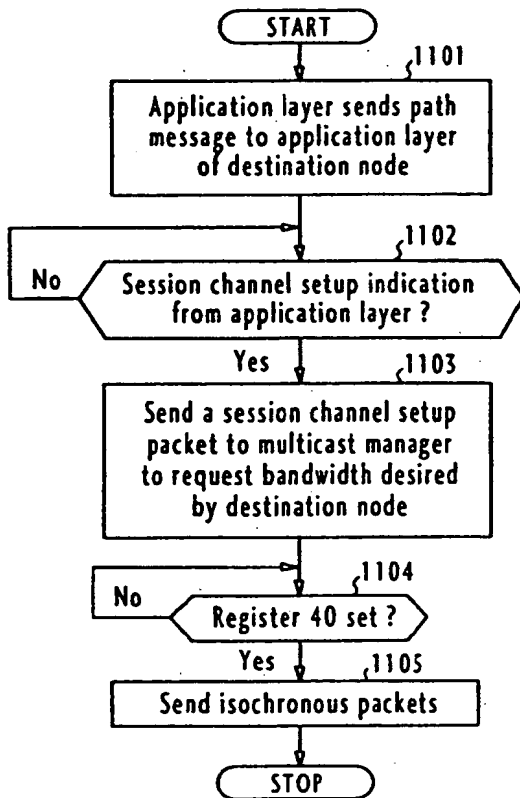 START
1101
Application layer sends path
message to application layer
of destination node
1102
Session channel setup indication
from application layer ?
No
Yes
1103
Send a session channel setup
packet to multicast manager
to request bandwidth desired
by destination node
1104
No
Register 40 set ?
Yes
1105
Send isochronous packets
STOP